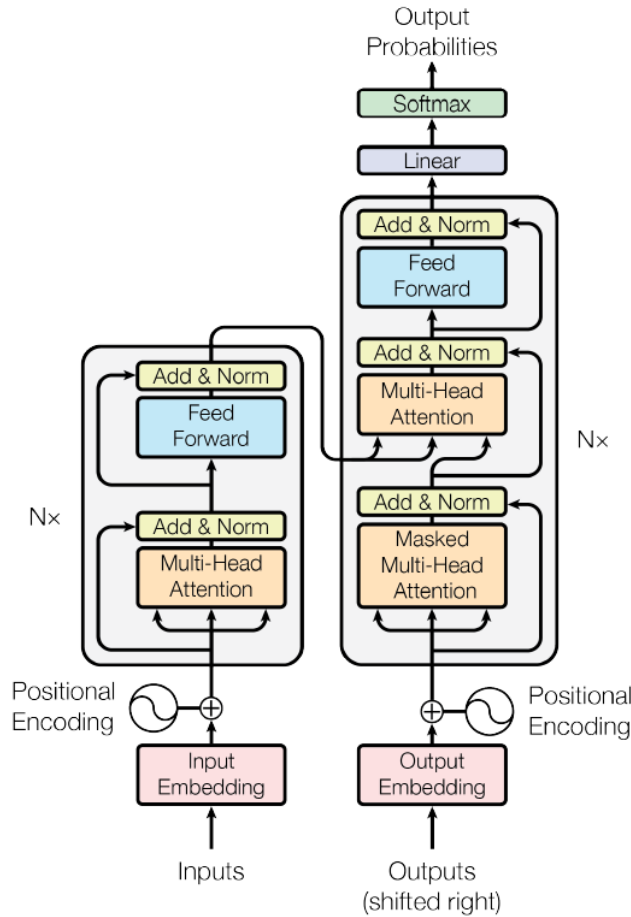 Output
Probabilities
Softmax
Linear
Add & Norm
Feed
Forward
Add & Norm
Multi-Head
Attention
Add & Norm
Masked
Multi-Head
Attention
N×
Positional
Encoding
Output
Embedding
Outputs
(shifted right)
Add & Norm
Feed
Forward
Add & Norm
Multi-Head
Attention
N×
Positional
Encoding
Input
Embedding
Inputs